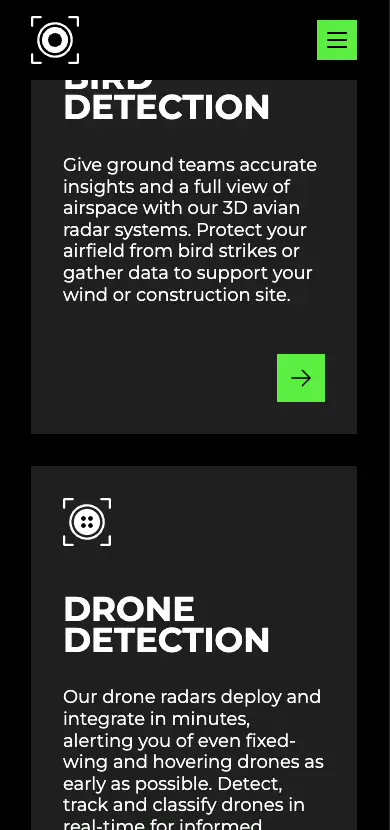 BIRD
DETECTION
Give ground teams accurate
insights and a full view of
airspace with our 3D avian
radar systems. Protect your
airfield from bird strikes or
gather data to support your
wind or construction site.
DRONE
DETECTION
Our drone radars deploy and
integrate in minutes,
alerting you of even fixed-
wing and hovering drones as
early as possible. Detect,
track and classify drones in
real-time for informed